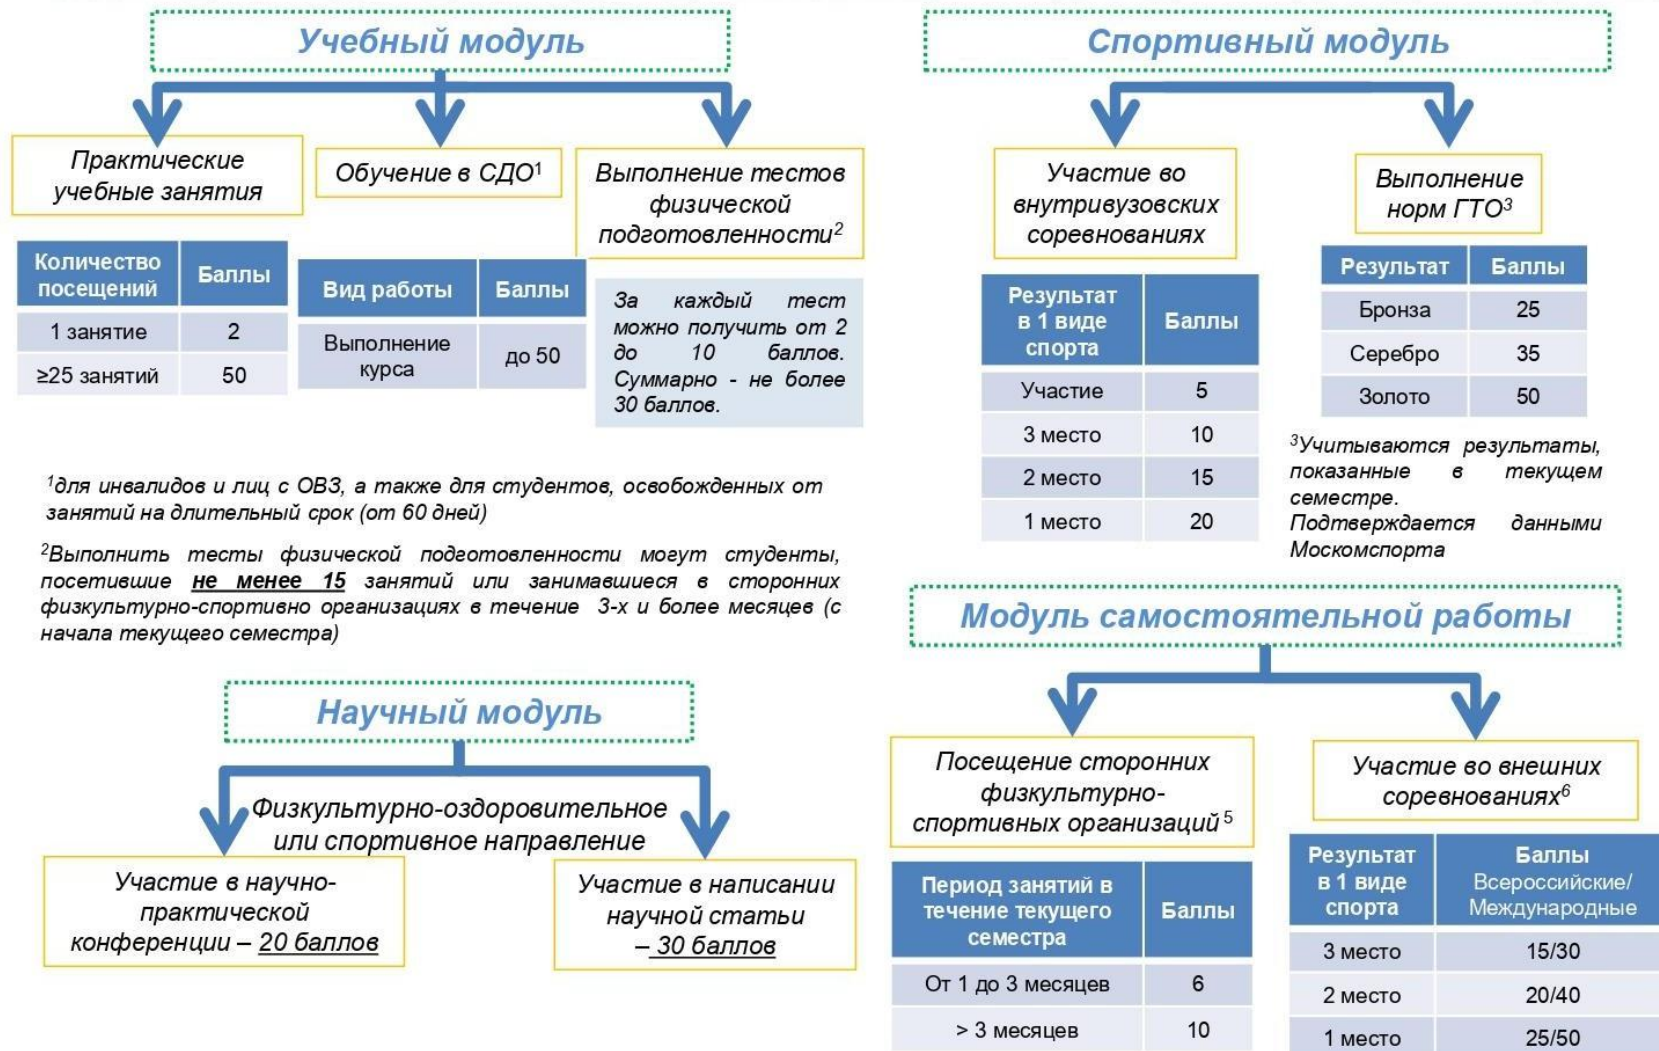 Учебный модуль
Практические
учебные занятия
Обучение в СДО¹
Выполнение тестов
физической
подготовленности²
Количество
посещений
Баллы
1 занятие
2
≥25 занятий
50
Вид работы
Баллы
Выполнение
курса
до 50
За каждый тест
можно получить от 2
до 10 баллов.
Суммарно - не более
30 баллов.
¹для инвалидов и лиц с ОВЗ, а также для студентов, освобожденных от
занятий на длительный срок (от 60 дней)
²Выполнить тесты физической подготовленности могут студенты,
посетившие не менее 15 занятий или занимавшиеся в сторонних
физкультурно-спортивно организациях в течение 3-х и более месяцев (с
начала текущего семестра)
Спортивный модуль
Участие во
внутривузовских
соревнованиях
Выполнение
норм ГТО³
Результат
в 1 виде
спорта
Баллы
Участие
5
3 место
10
2 место
15
1 место
20
Результат
Баллы
Бронза
25
Серебро
35
Золото
50
³Учитываются результаты,
показанные в текущем
семестре.
Подтверждается данными
Москомспорта
Научный модуль
Физкультурно-оздоровительное
или спортивное направление
Участие в научно-
практической
конференции – 20 баллов
Участие в написании
научной статьи
– 30 баллов
Модуль самостоятельной работы
Посещение сторонних
физкультурно-
спортивных организаций ⁵
Участие во внешних
соревнованиях⁶
Период занятий в
течение текущего
семестра
Баллы
От 1 до 3 месяцев
6
> 3 месяцев
10
Результат
в 1 виде
спорта
Баллы
Всероссийские/
Международные
3 место
15/30
2 место
20/40
1 место
25/50